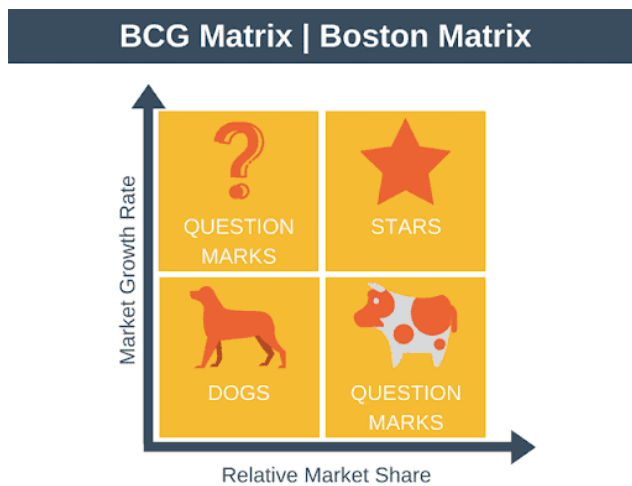 BCG Matrix | Boston Matrix
Market Growth Rate
?
QUESTION
MARKS
STARS
DOGS
QUESTION
MARKS
Relative Market Share